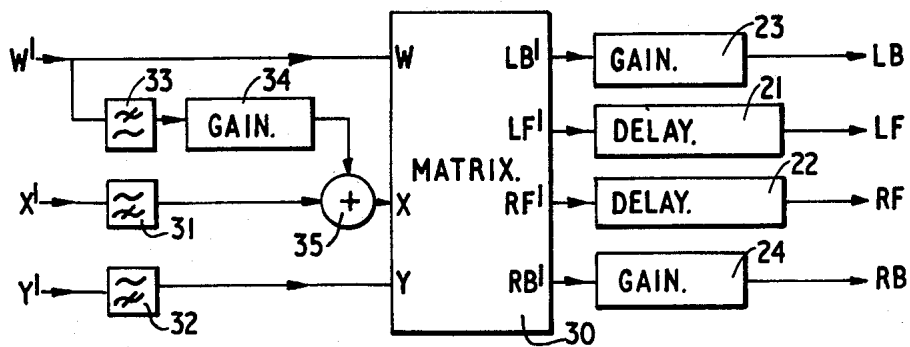 W' W LB' GAIN. 23 LB
33 34 GAIN. LF' DELAY. 21 LF
MATRIX.
X' 31 + 35 X RF' DELAY. 22 RF
Y' 32 Y RB' GAIN. 24 RB
30